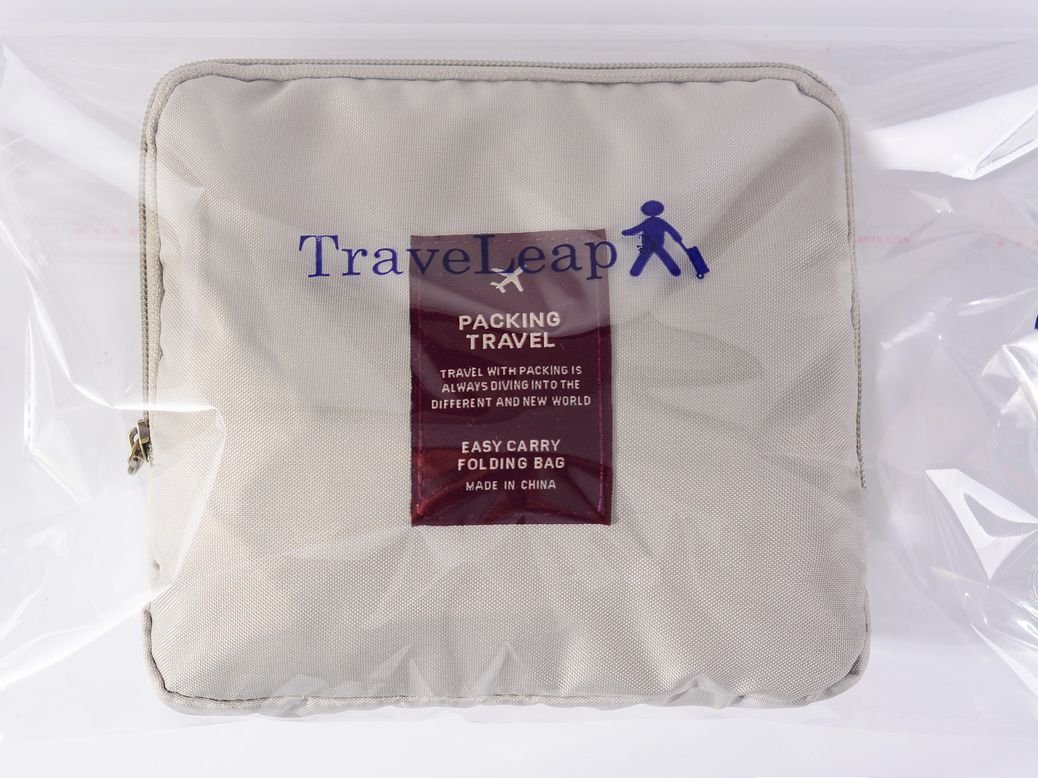 TraveLeap
PACKING
TRAVEL
TRAVEL WITH PACKING IS
ALWAYS DIVING INTO THE
DIFFERENT AND NEW WORLD
EASY CARRY
FOLDING BAG
MADE IN CHINA